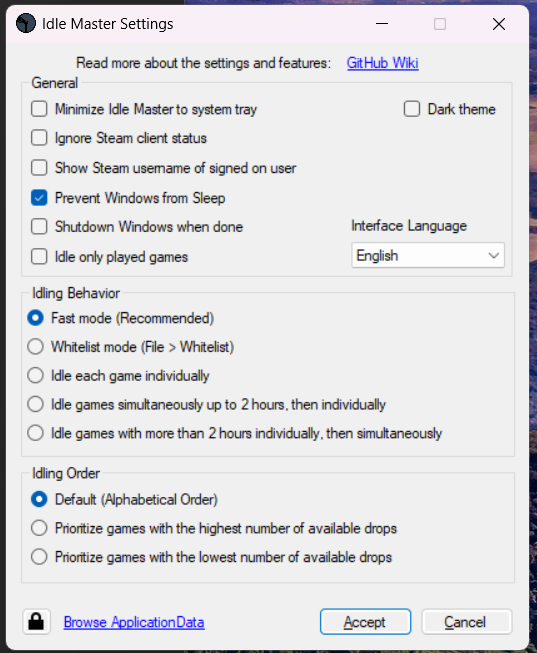 Idle Master Settings
Read more about the settings and features: GitHub Wiki
General
Minimize Idle Master to system tray
Dark theme
Ignore Steam client status
Show Steam username of signed on user
Prevent Windows from Sleep
Shutdown Windows when done
Interface Language
Idle only played games
English
Idling Behavior
Fast mode (Recommended)
Whitelist mode (File > Whitelist)
Idle each game individually
Idle games simultaneously up to 2 hours, then individually
Idle games with more than 2 hours individually, then simultaneously
Idling Order
Default (Alphabetical Order)
Prioritize games with the highest number of available drops
Prioritize games with the lowest number of available drops
Browse ApplicationData
Accept
Cancel